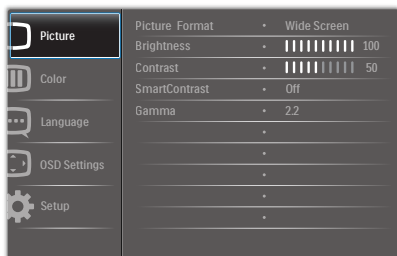 Picture
Color
Language
OSD Settings
Setup
Picture Format • Wide Screen
Brightness • 100
Contrast • 50
SmartContrast • Off
Gamma • 2.2
•
•
•
•
•